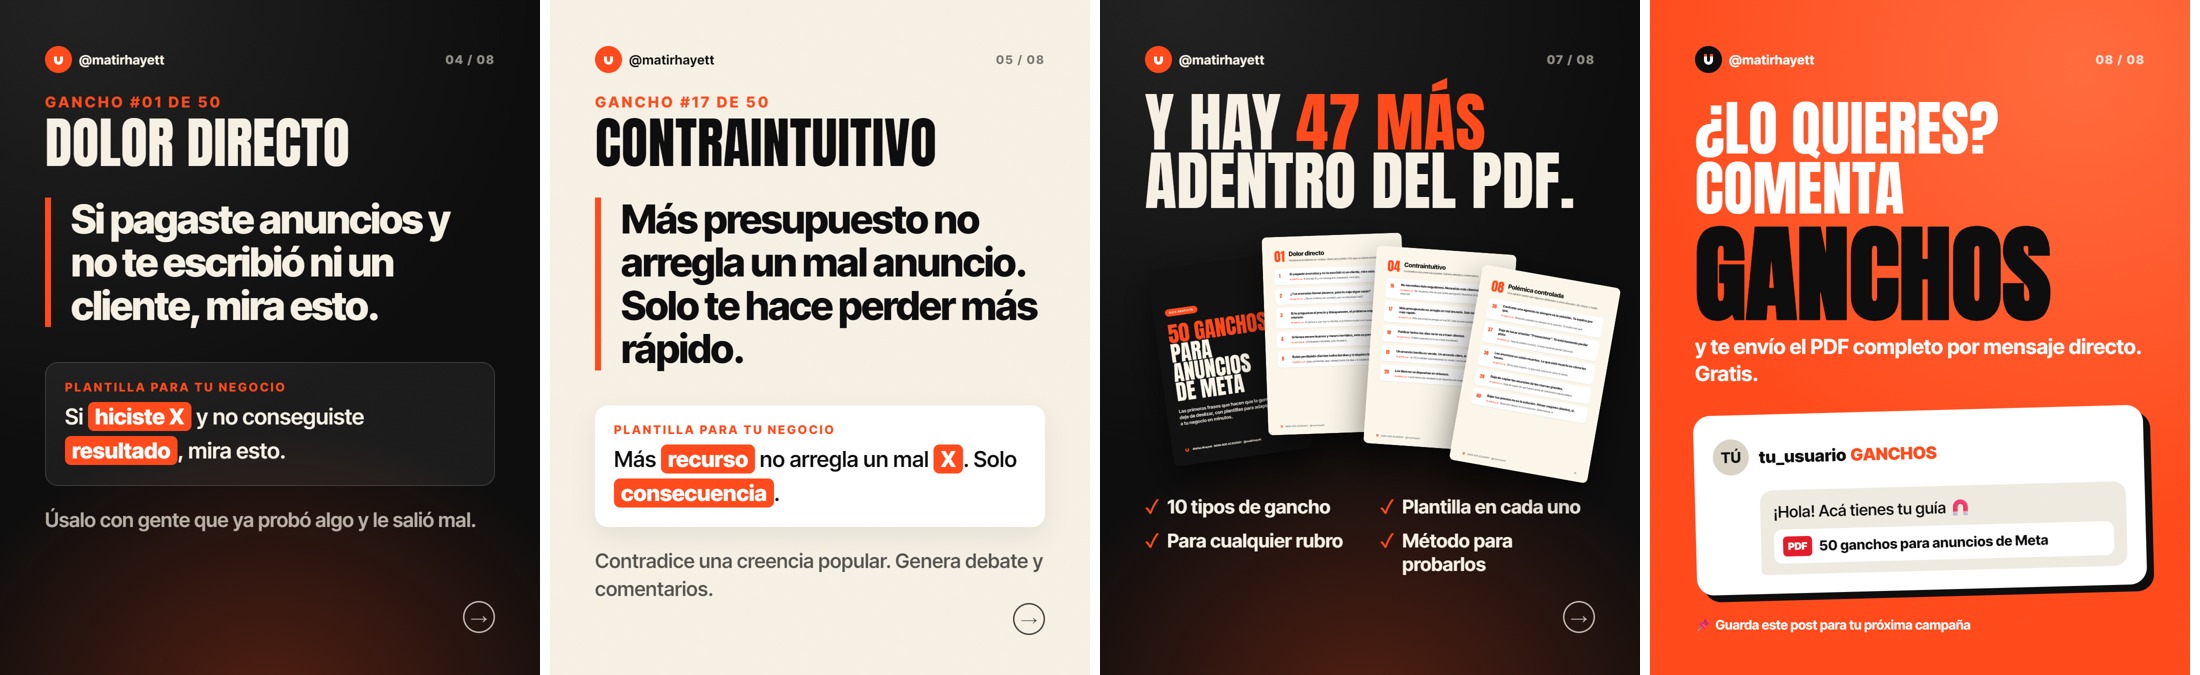 @matirhayett
04 / 08
GANCHO #01 DE 50
DOLOR DIRECTO
Si pagaste anuncios y
no te escribió ni un
cliente, mira esto.
PLANTILLA PARA TU NEGOCIO
Si hiciste X y no conseguiste
resultado, mira esto.
Úsalo con gente que ya probó algo y le salió mal.
→
@matirhayett
05 / 08
GANCHO #17 DE 50
CONTRAINTUITIVO
Más presupuesto no
arregla un mal anuncio.
Solo te hace perder más
rápido.
PLANTILLA PARA TU NEGOCIO
Más recurso no arregla un mal X. Solo
consecuencia.
Contradice una creencia popular. Genera debate y
comentarios.
→
@matirhayett
07 / 08
Y HAY 47 MÁS
ADENTRO DEL PDF.
50 GANCHOS
PARA
ANUNCIOS
DE META
01 Dolor directo
04 Contraintuitivo
08 Polémica controlada
✓ 10 tipos de gancho
✓ Plantilla en cada uno
✓ Para cualquier rubro
✓ Método para
probarlos
→
@matirhayett
08 / 08
¿LO QUIERES?
COMENTA
GANCHOS
y te envío el PDF completo por mensaje directo.
Gratis.
TÚ tu_usuario GANCHOS
¡Hola! Acá tienes tu guía 🧲
PDF 50 ganchos para anuncios de Meta
📌 Guarda este post para tu próxima campaña